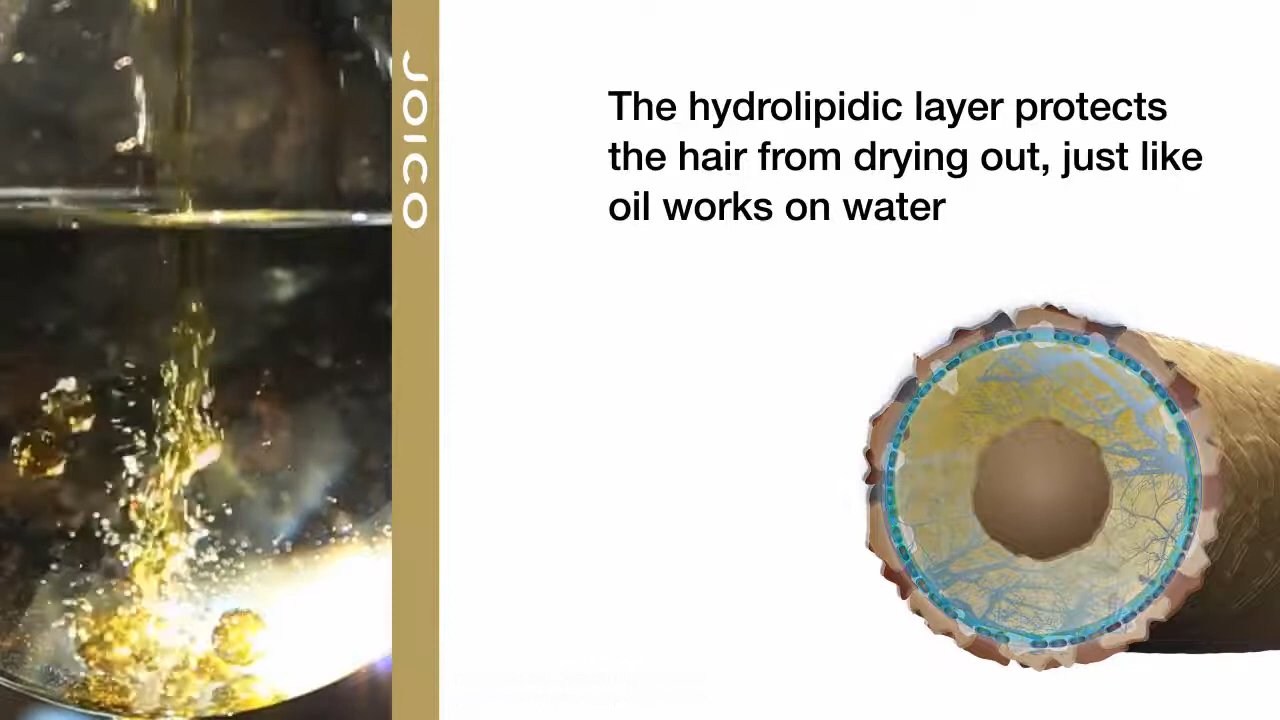 JOICO
The hydrolipidic layer protects
the hair from drying out, just like
oil works on water